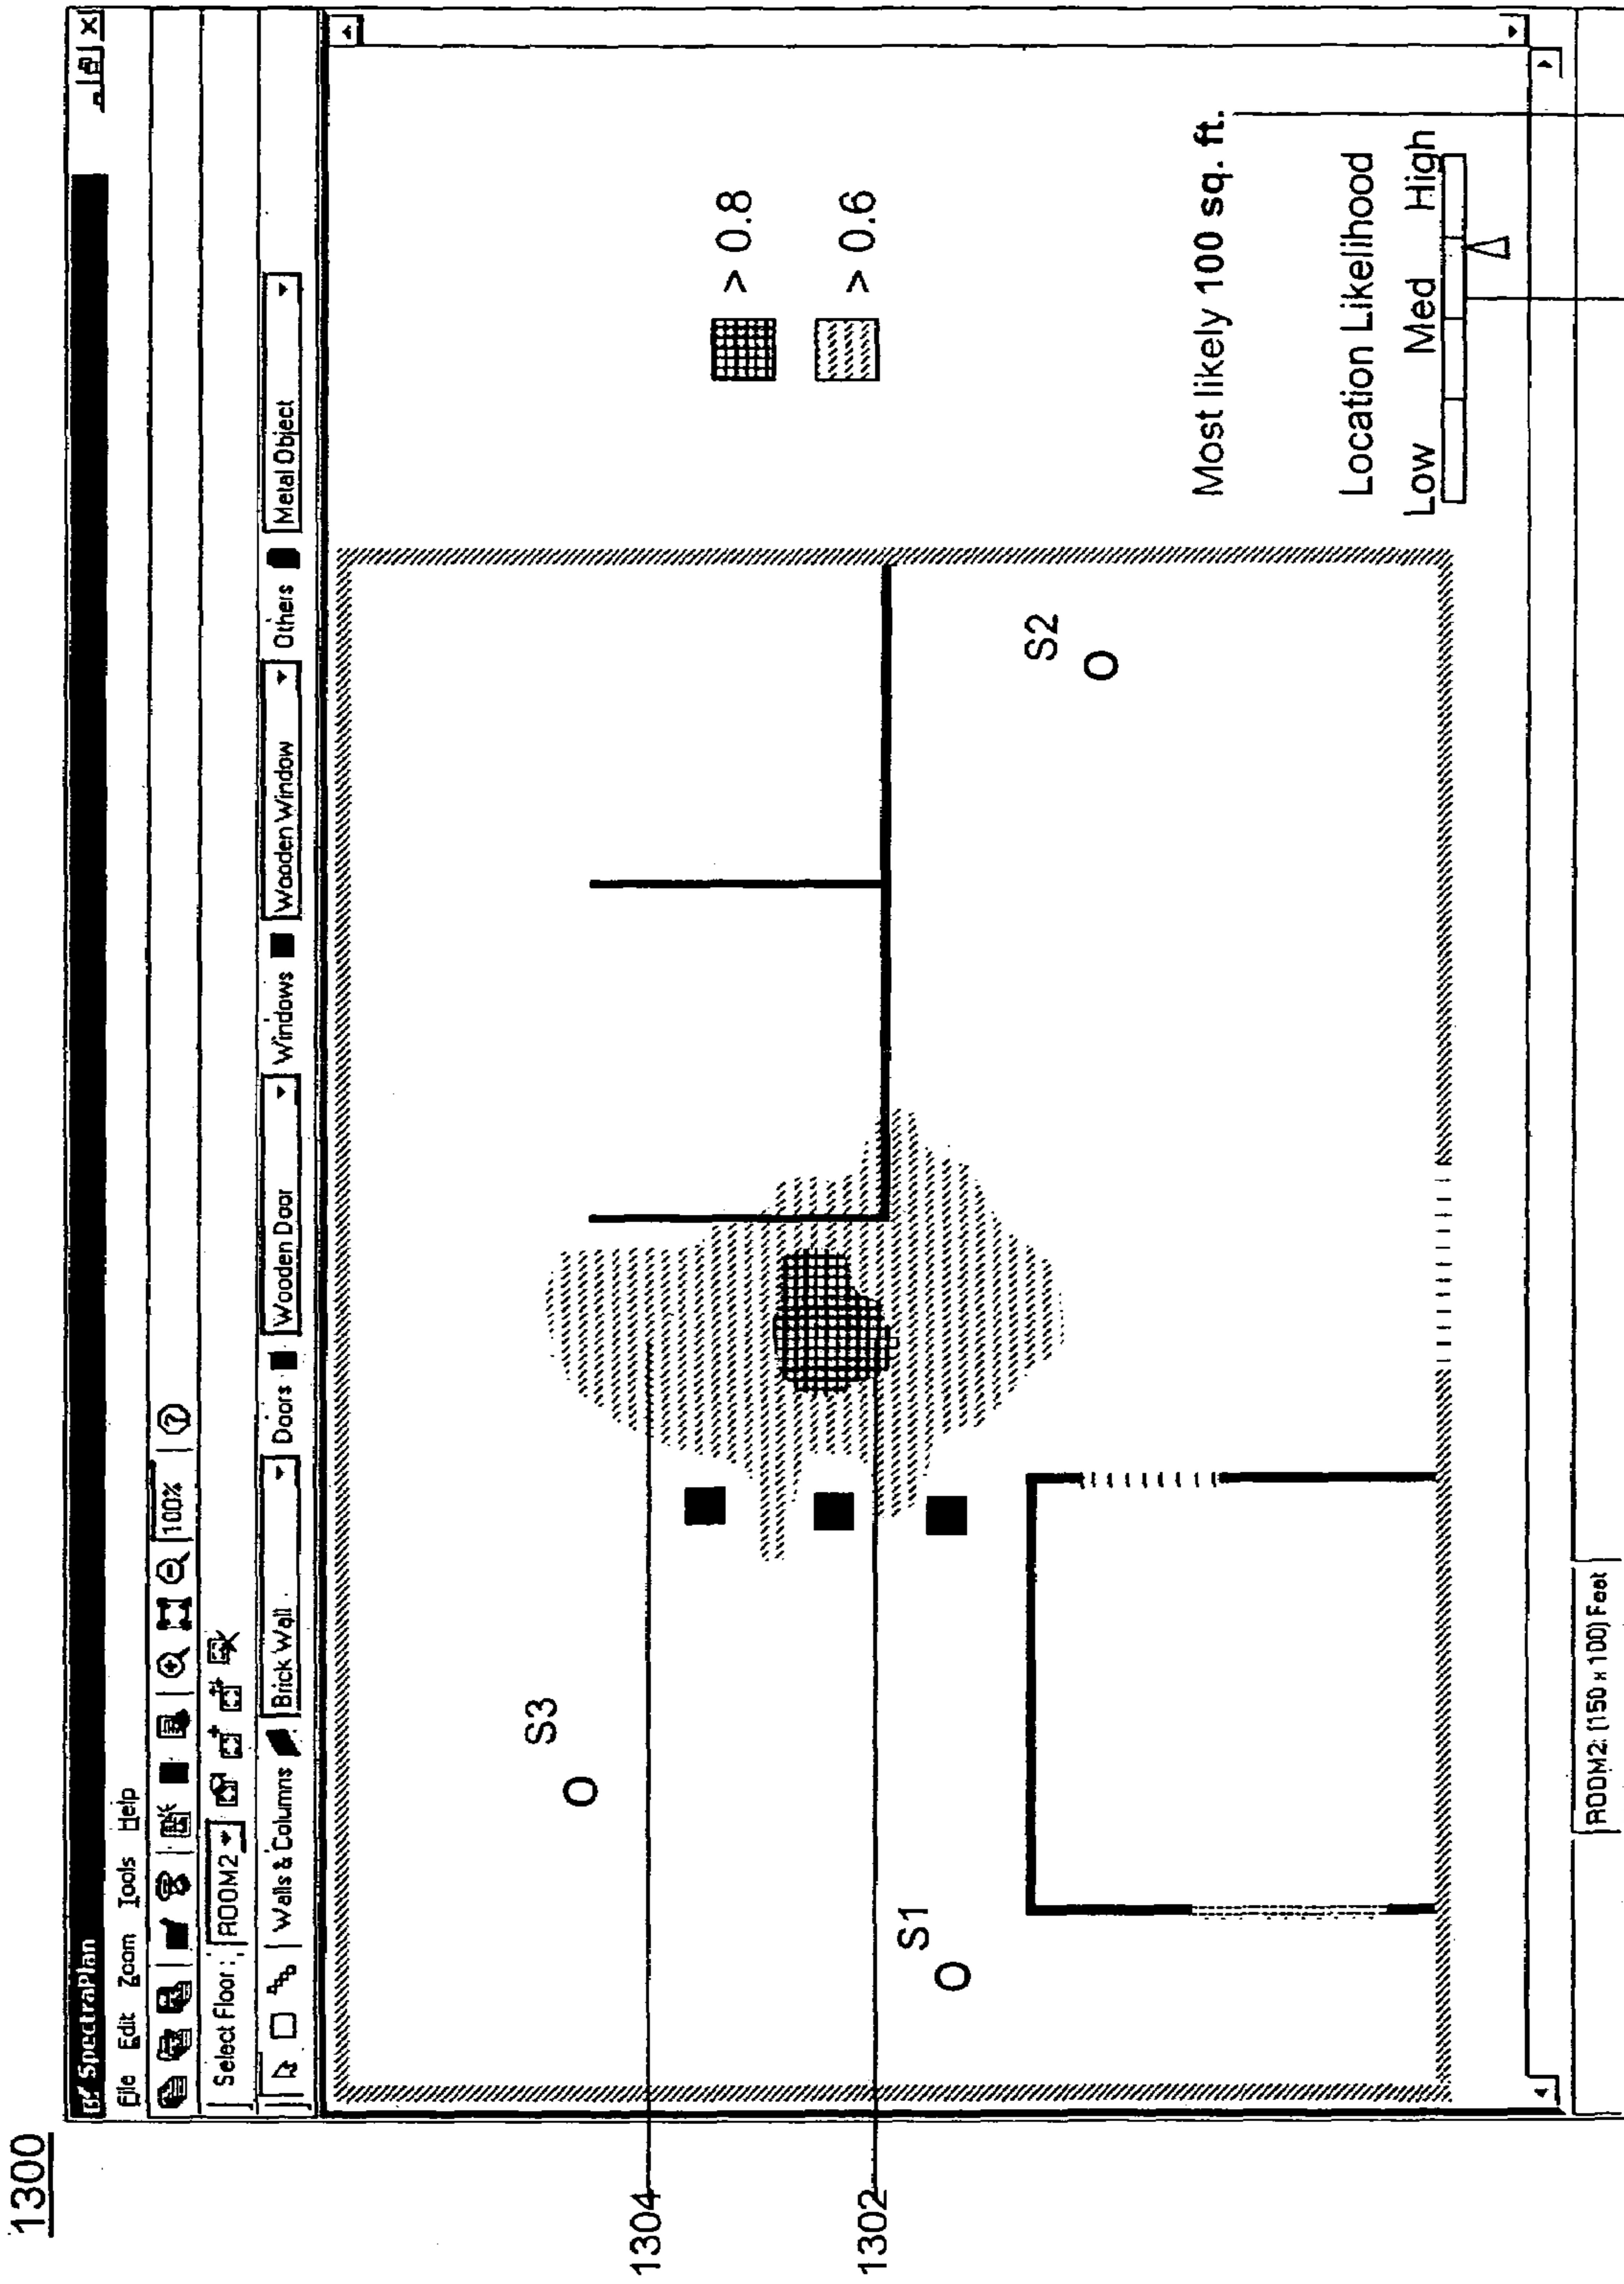 1300
SpectraPlan
File Edit Zoom Tools Help
100%
Select Floor: ROOM2
Walls & Columns Brick Wall Doors Wooden Door Windows Wooden Window Others Metal Object
S3
S1
S2
1304
1302
> 0.8
> 0.6
Most likely 100 sq. ft.
Location Likelihood
Low Med High
ROOM2: (150 x 100) Feet